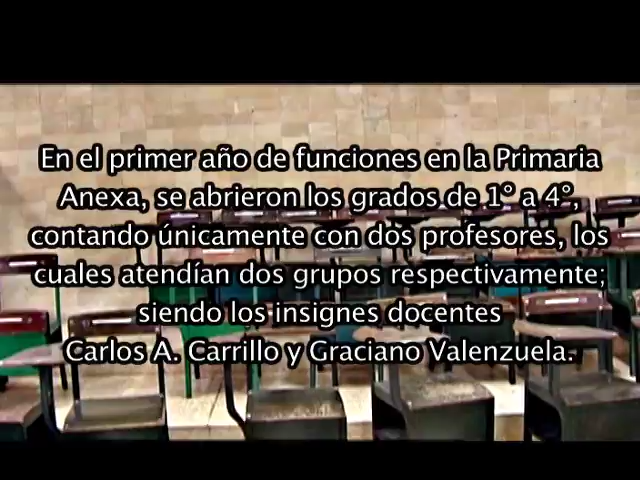 En el primer año de funciones en la Primaria
Anexa, se abrieron los grados de 1° a 4°,
contando únicamente con dos profesores, los
cuales atendían dos grupos respectivamente;
siendo los insignes docentes
Carlos A. Carrillo y Graciano Valenzuela.